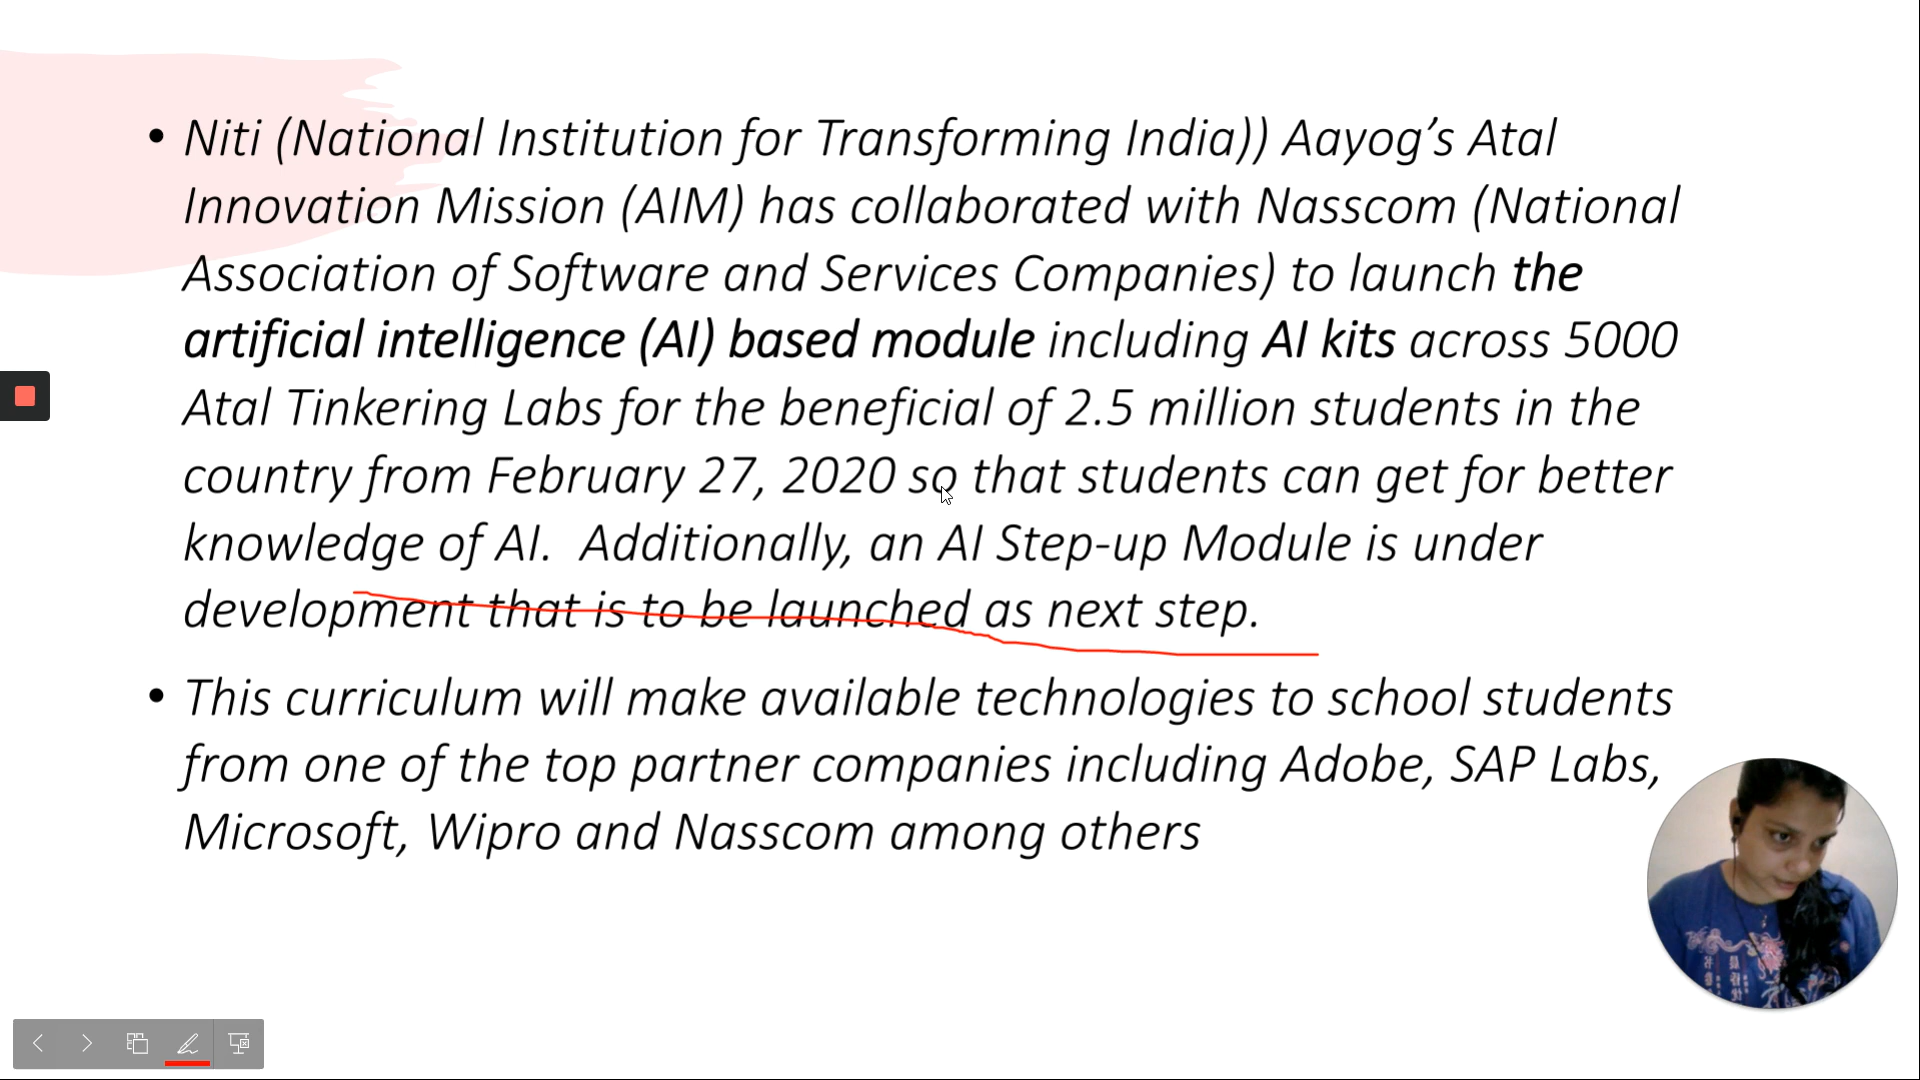 • Niti (National Institution for Transforming India)) Aayog’s Atal
Innovation Mission (AIM) has collaborated with Nasscom (National
Association of Software and Services Companies) to launch the
artificial intelligence (AI) based module including AI kits across 5000
Atal Tinkering Labs for the beneficial of 2.5 million students in the
country from February 27, 2020 so that students can get for better
knowledge of AI.  Additionally, an AI Step-up Module is under
development that is to be launched as next step.
• This curriculum will make available technologies to school students
from one of the top partner companies including Adobe, SAP Labs,
Microsoft, Wipro and Nasscom among others